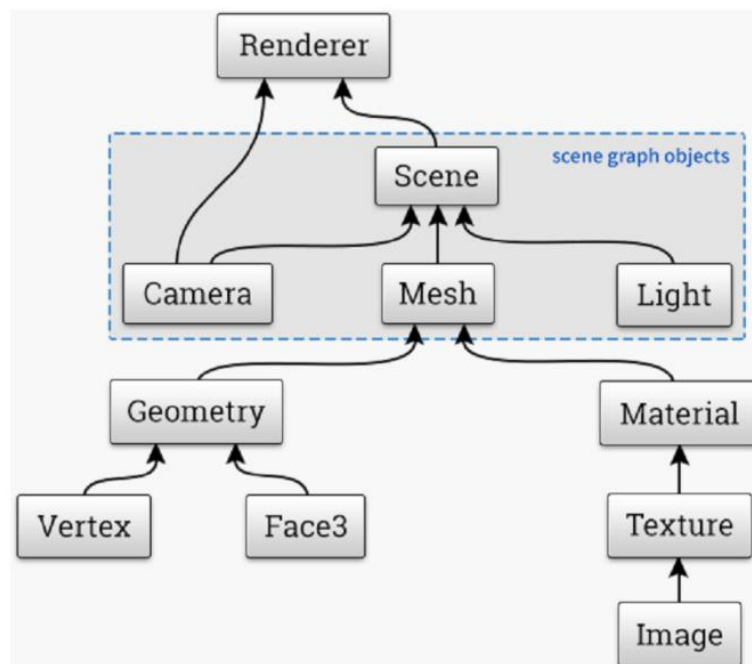 Renderer
scene graph objects
Scene
Camera
Mesh
Light
Geometry
Material
Vertex
Face3
Texture
Image